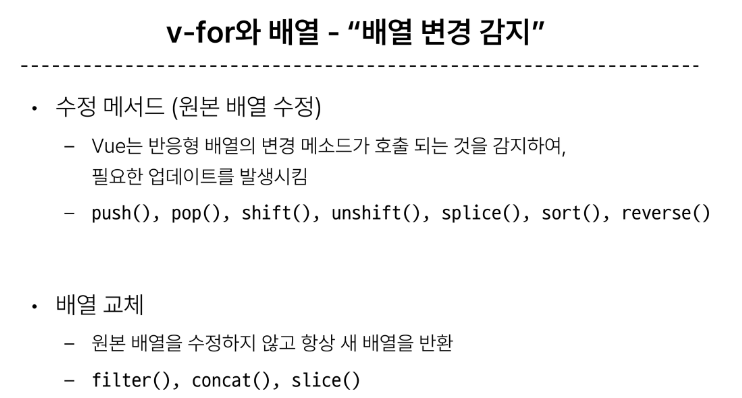 v-for와 배열 - “배열 변경 감지”
• 수정 메서드 (원본 배열 수정)
– Vue는 반응형 배열의 변경 메소드가 호출 되는 것을 감지하여,
필요한 업데이트를 발생시킴
– push(), pop(), shift(), unshift(), splice(), sort(), reverse()
• 배열 교체
– 원본 배열을 수정하지 않고 항상 새 배열을 반환
– filter(), concat(), slice()